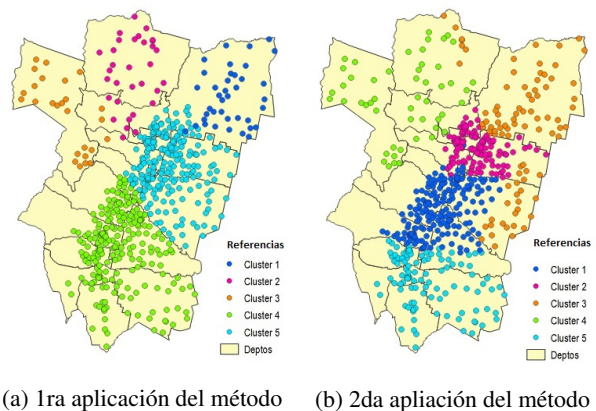 Referencias
Cluster 1
Cluster 2
Cluster 3
Cluster 4
Cluster 5
Deptos
Referencias
Cluster 1
Cluster 2
Cluster 3
Cluster 4
Cluster 5
Deptos
(a) 1ra aplicación del método
(b) 2da apliación del método